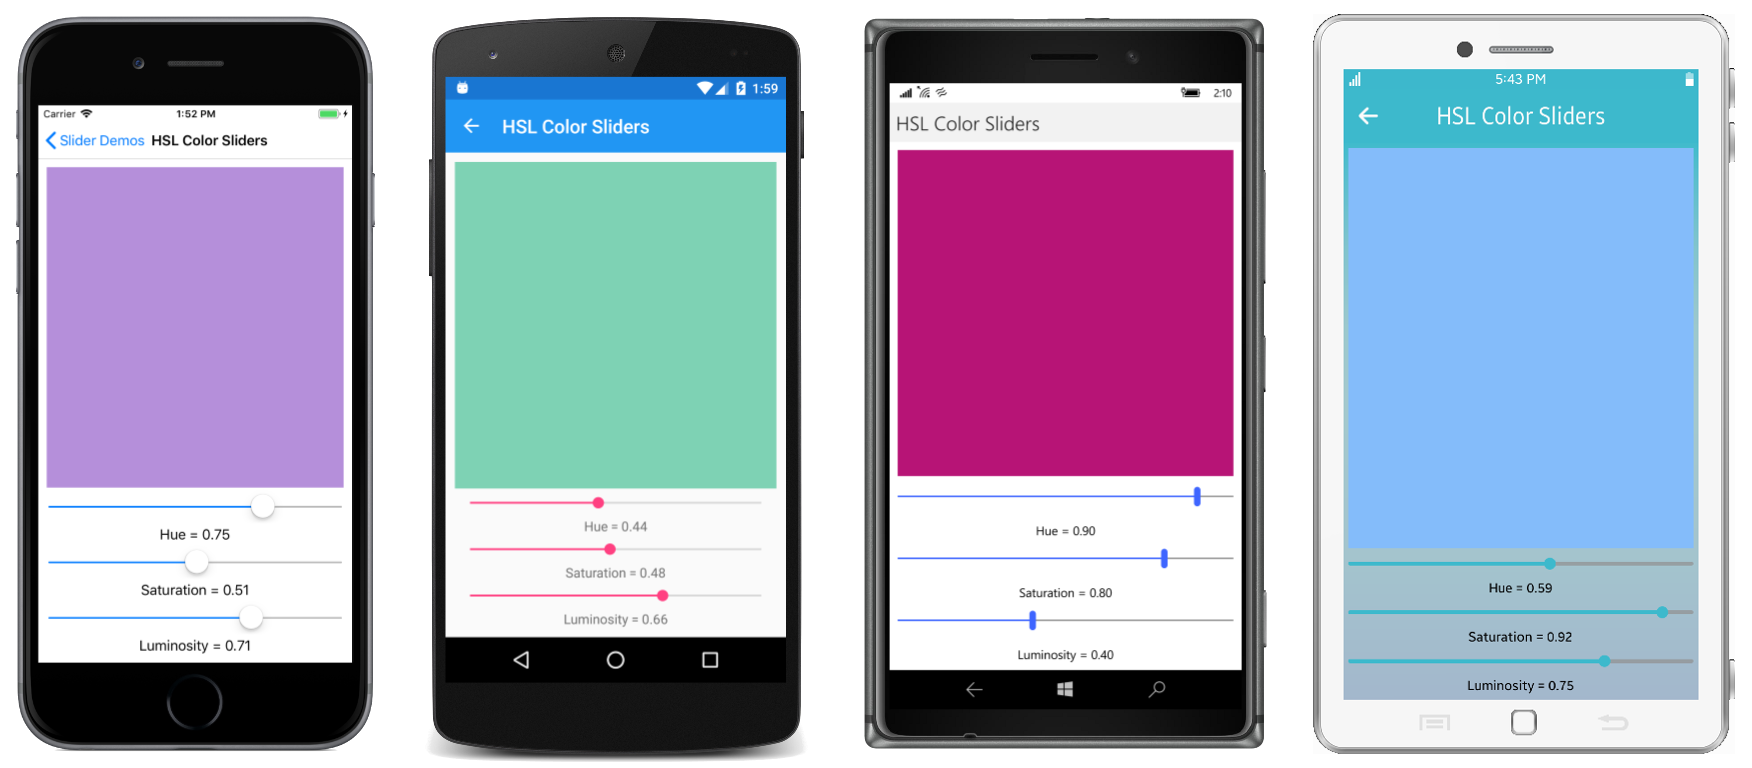 Carrier 1:52 PM
Slider Demos HSL Color Sliders
Hue = 0.75
Saturation = 0.51
Luminosity = 0.71
1:59
HSL Color Sliders
Hue = 0.44
Saturation = 0.48
Luminosity = 0.66
2:10
HSL Color Sliders
Hue = 0.90
Saturation = 0.80
Luminosity = 0.40
5:43 PM
HSL Color Sliders
Hue = 0.59
Saturation = 0.92
Luminosity = 0.75